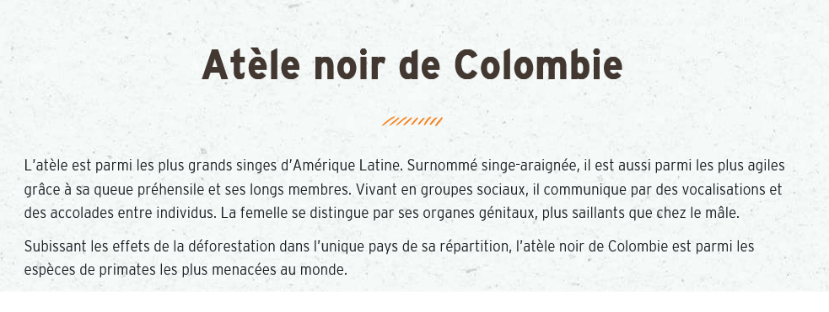 Atèle noir de Colombie
L'atèle est parmi les plus grands singes d'Amérique Latine. Surnommé singe-araignée, il est aussi parmi les plus agiles
grâce à sa queue préhensile et ses longs membres. Vivant en groupes sociaux, il communique par des vocalisations et
des accolades entre individus. La femelle se distingue par ses organes génitaux, plus saillants que chez le mâle.
Subissant les effets de la déforestation dans l'unique pays de sa répartition, l'atèle noir de Colombie est parmi les
espèces de primates les plus menacées au monde.